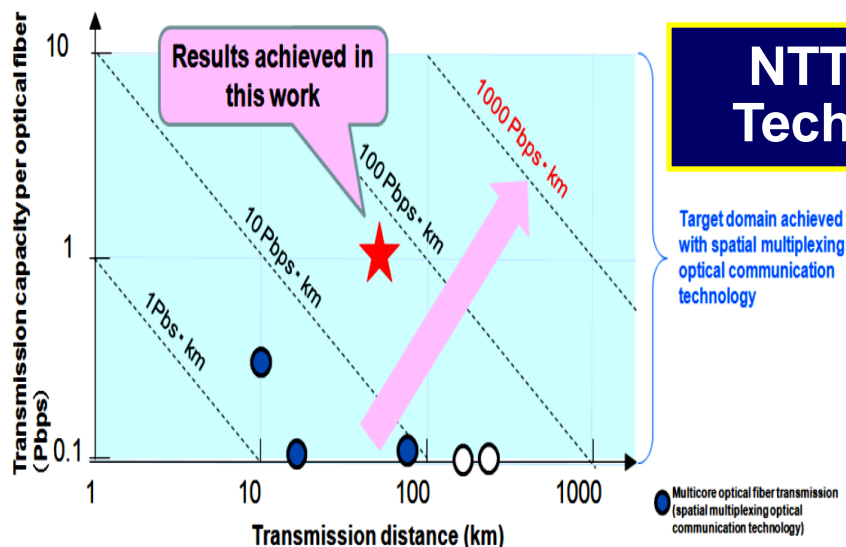 Transmission capacity per optical fiber
(Pbps)
10
1
0.1
Results achieved in
this work
1000 Pbps・km
100 Pbps・km
10 Pbps・km
1Pbs・km
1
10
100
1000
Transmission distance (km)
NTT
Tech
Target domain achieved
with spatial multiplexing
optical communication
technology
Multicore optical fiber transmission
(spatial multiplexing optical
communication technology)